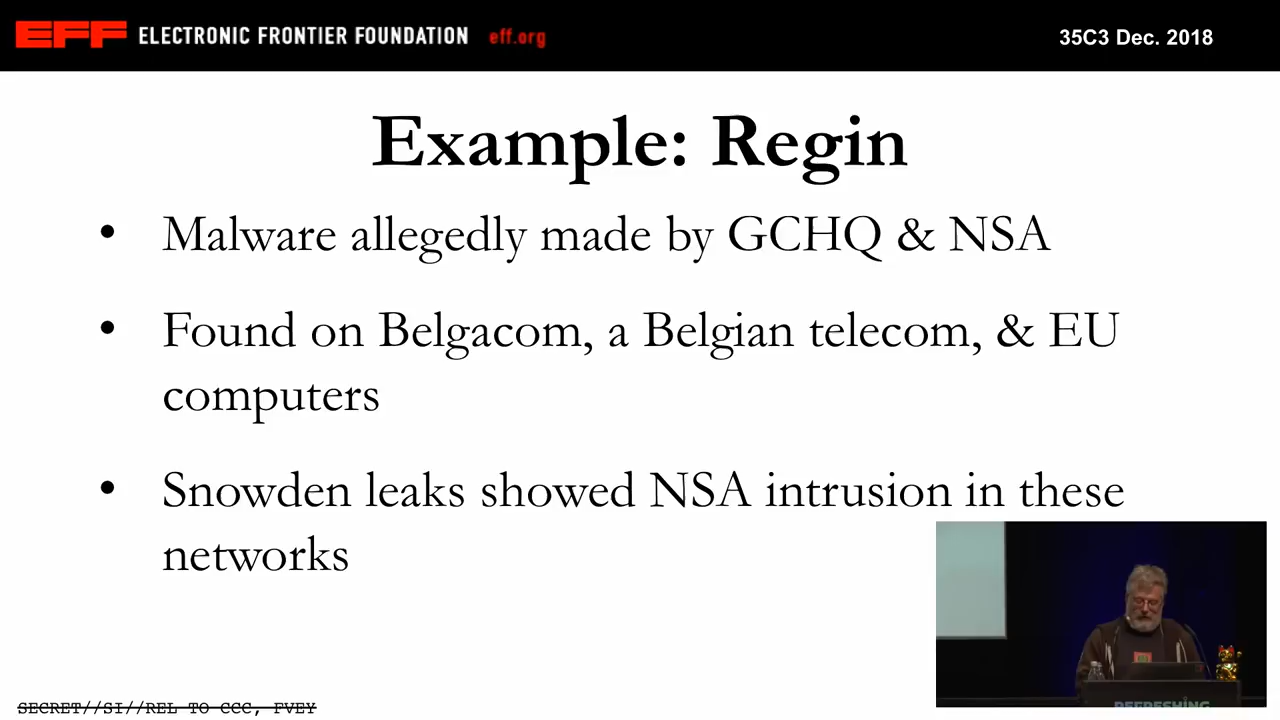 EFF ELECTRONIC FRONTIER FOUNDATION eff.org
35C3 Dec. 2018
Example: Regin
• Malware allegedly made by GCHQ & NSA
• Found on Belgacom, a Belgian telecom, & EU
computers
• Snowden leaks showed NSA intrusion in these
networks
REFRESHING
SECRET//SI//REL TO CCC, FVEY